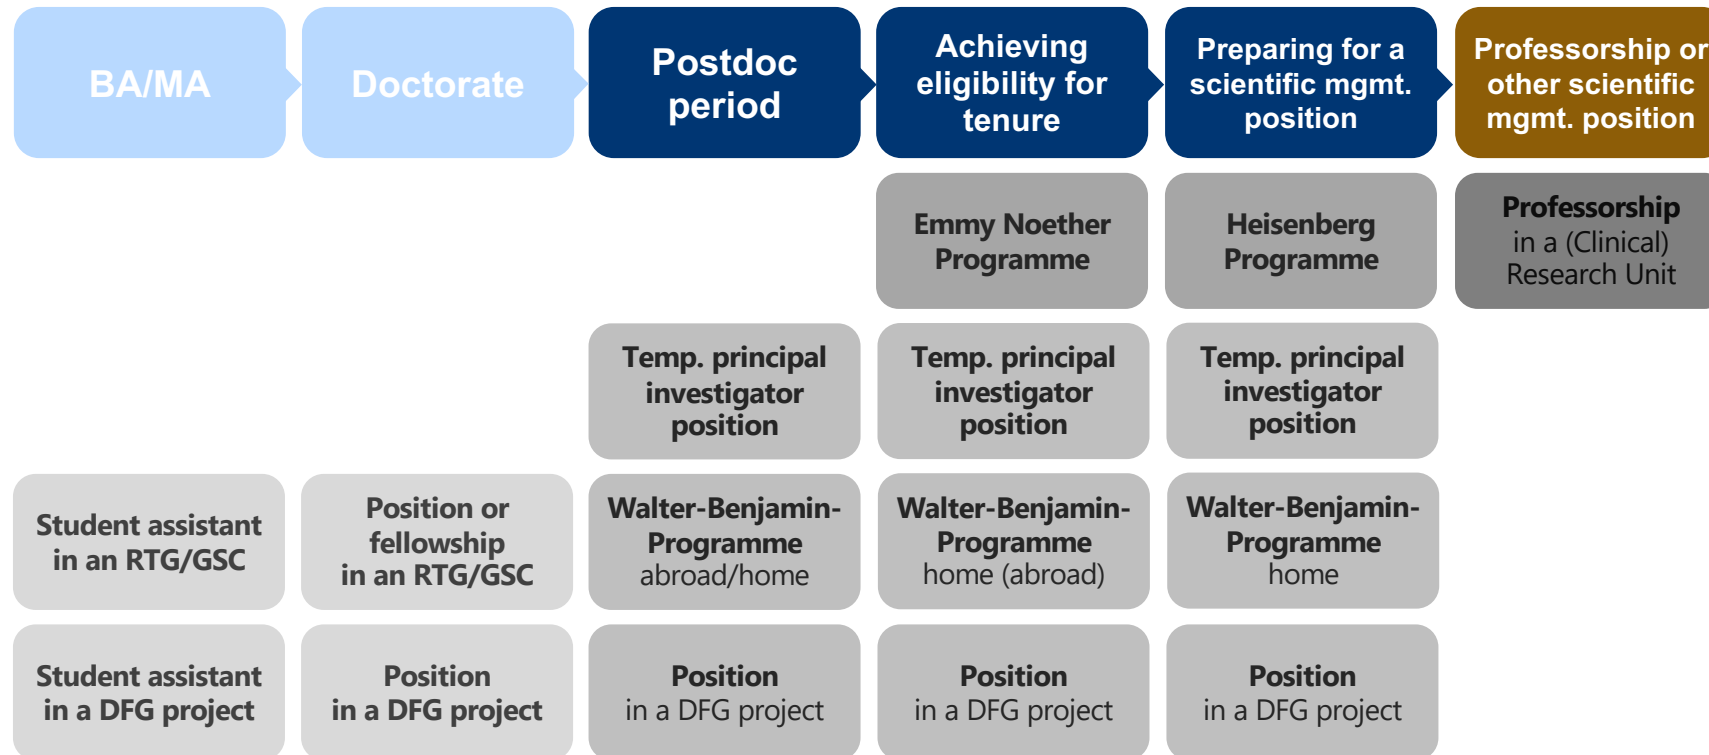 BA/MA
Doctorate
Postdoc
period
Achieving
eligibility for
tenure
Preparing for a
scientific mgmt.
position
Professorship or
other scientific
mgmt. position
Emmy Noether
Programme
Heisenberg
Programme
Professorship
in a (Clinical)
Research Unit
Temp. principal
investigator
position
Temp. principal
investigator
position
Temp. principal
investigator
position
Student assistant
in an RTG/GSC
Position or
fellowship
in an RTG/GSC
Walter-Benjamin-
Programme
abroad/home
Walter-Benjamin-
Programme
home (abroad)
Walter-Benjamin-
Programme
home
Student assistant
in a DFG project
Position
in a DFG project
Position
in a DFG project
Position
in a DFG project
Position
in a DFG project